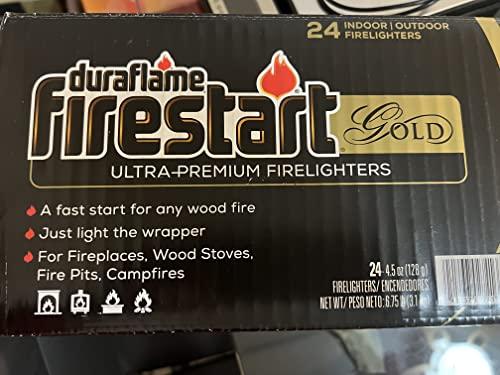 24 INDOOR | OUTDOOR
FIRELIGHTERS
duraflame
firestart
GOLD
ULTRA-PREMIUM FIRELIGHTERS
A fast start for any wood fire
Just light the wrapper
For Fireplaces, Wood Stoves,
Fire Pits, Campfires
24 - 4.5 oz (128 g)
FIRELIGHTERS/ENCENDEDORES
NET WT/ PESO NETO: 6.75 lb (3.1